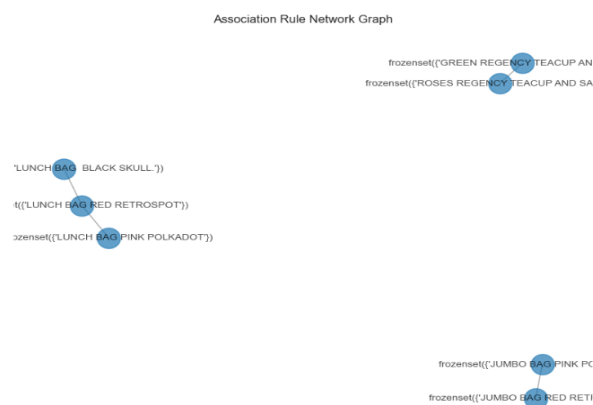 Association Rule Network Graph
frozenset({'GREEN REGENCY TEACUP AN
frozenset({'ROSES REGENCY TEACUP AND SA
'LUNCH BAG  BLACK SKULL.'})
t({'LUNCH BAG RED RETROSPOT'})
ozenset({'LUNCH BAG PINK POLKADOT'})
frozenset({'JUMBO BAG PINK PO
frozenset({'JUMBO BAG RED RETI